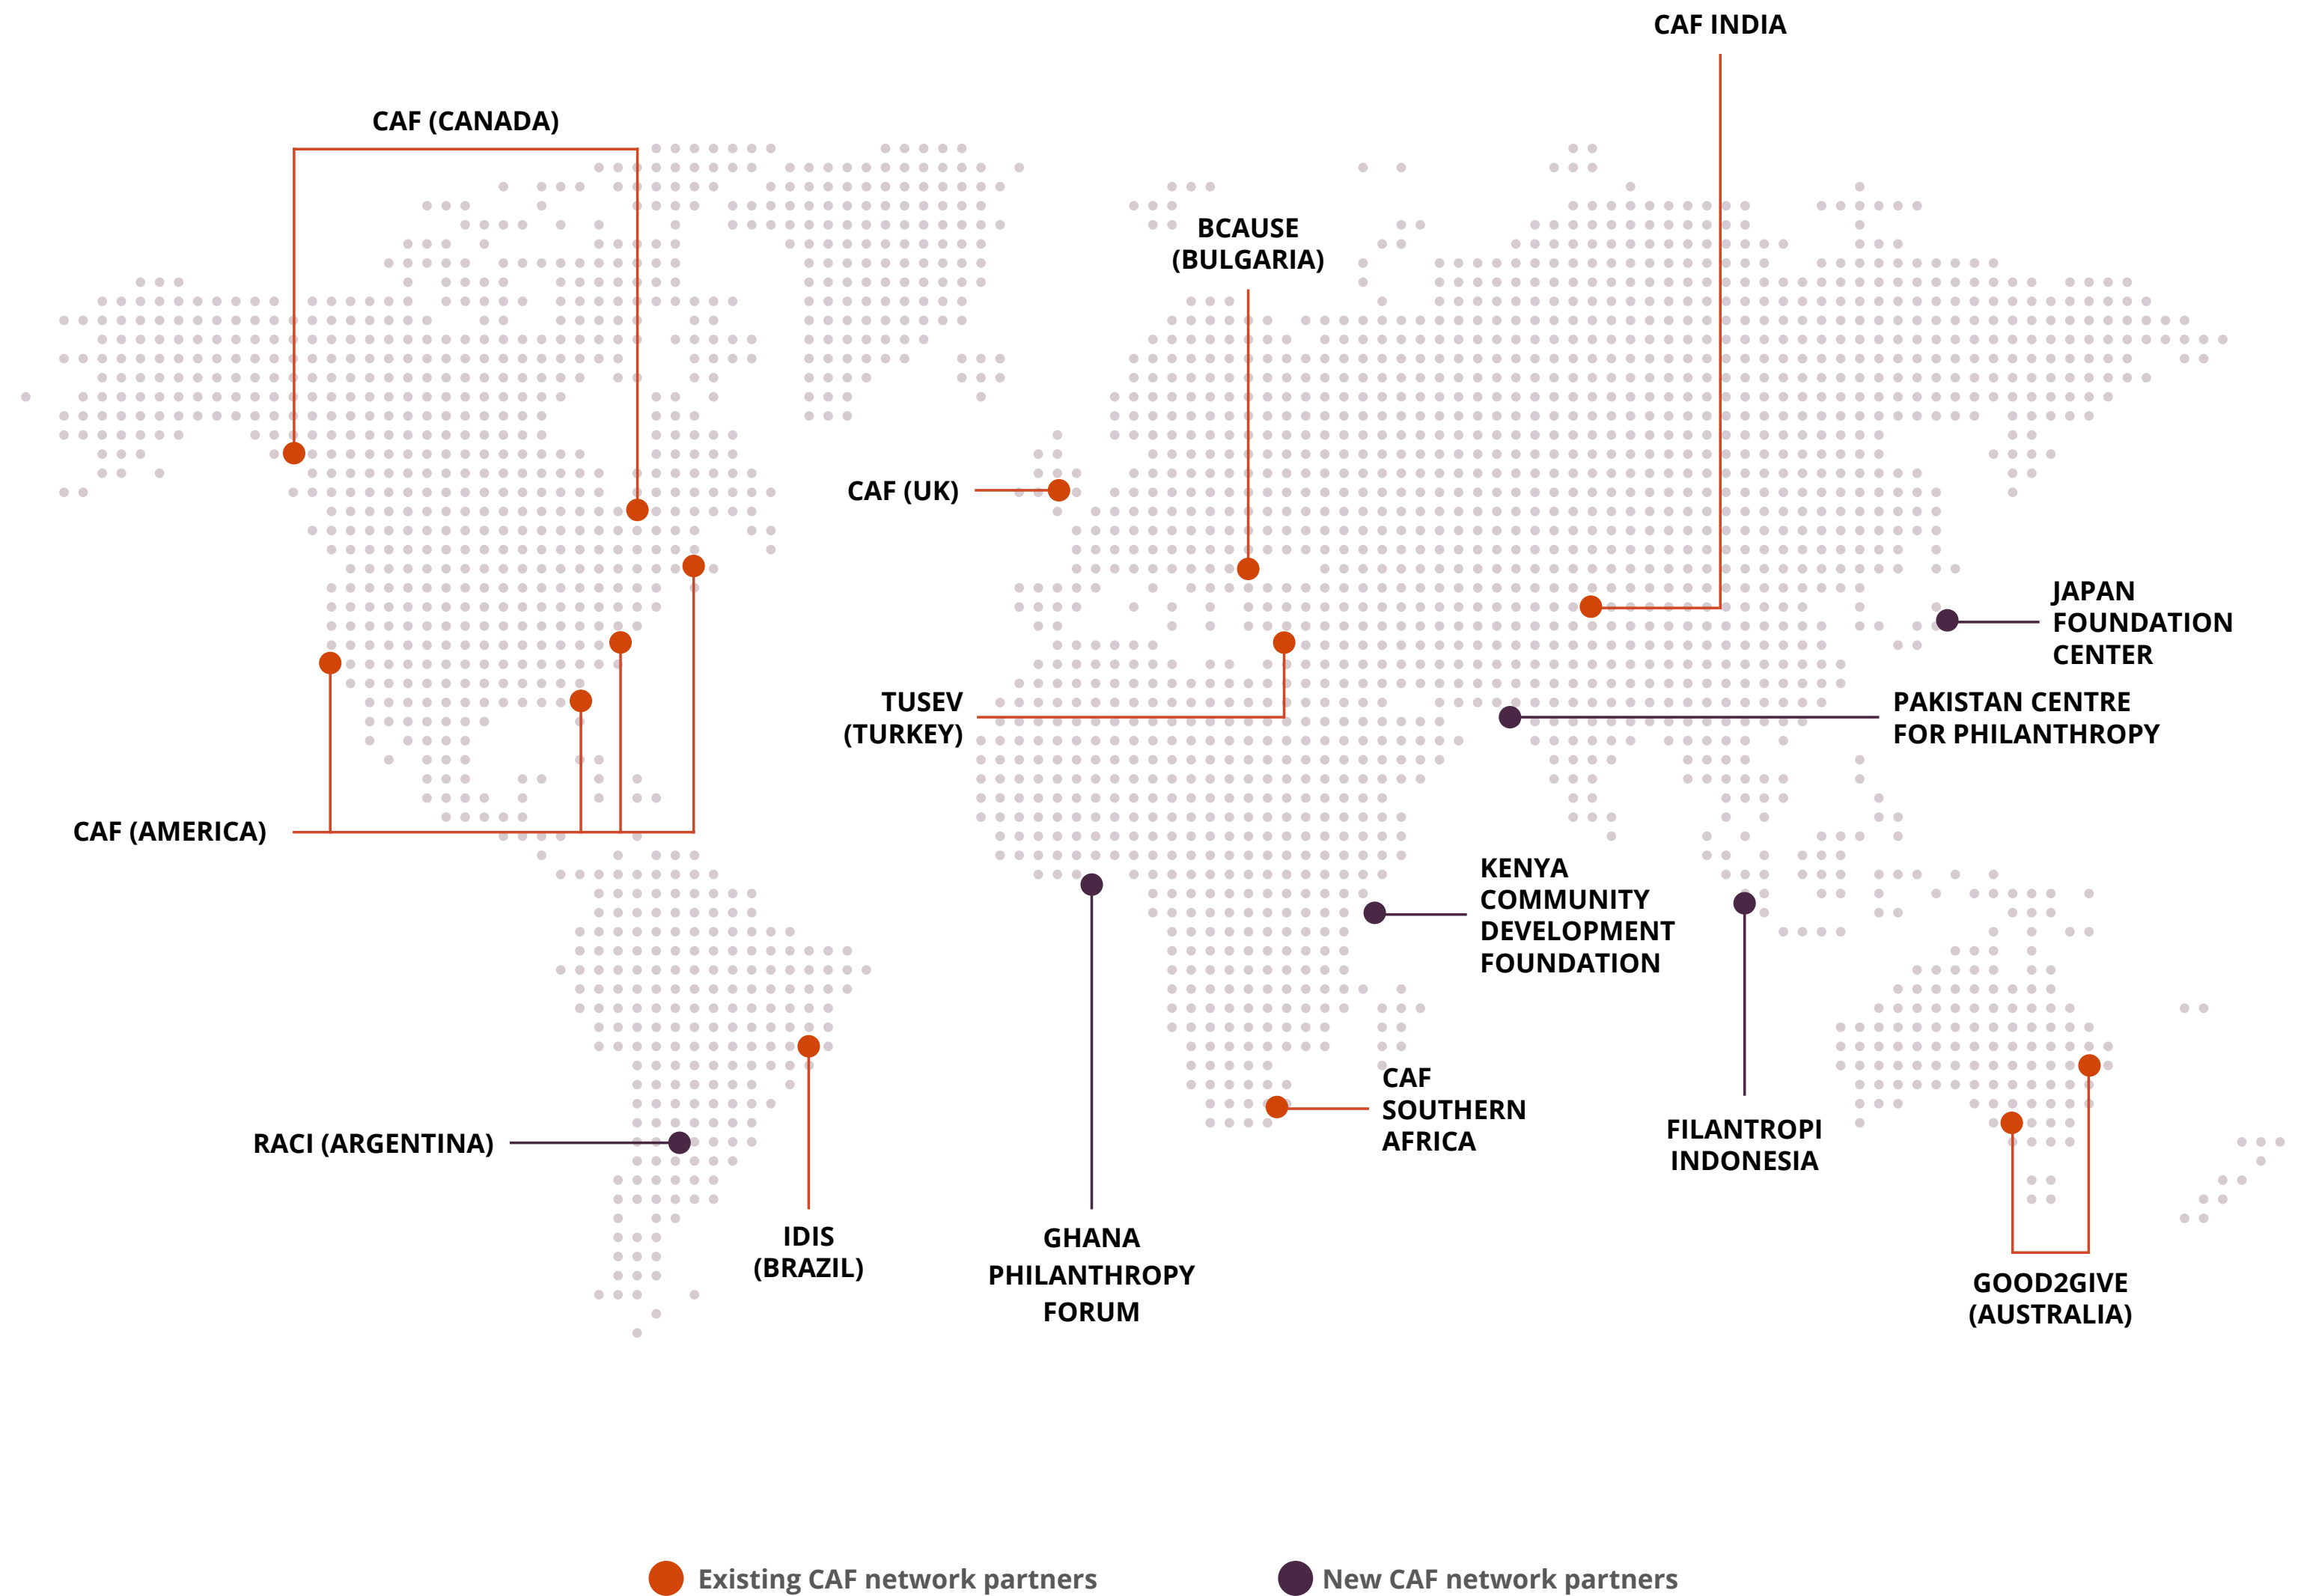 CAF INDIA
CAF (CANADA)
BCAUSE
(BULGARIA)
CAF (UK)
JAPAN
FOUNDATION
CENTER
TUSEV
(TURKEY)
PAKISTAN CENTRE
FOR PHILANTHROPY
CAF (AMERICA)
KENYA
COMMUNITY
DEVELOPMENT
FOUNDATION
CAF
SOUTHERN
AFRICA
FILANTROPI
INDONESIA
RACI (ARGENTINA)
IDIS
(BRAZIL)
GHANA
PHILANTHROPY
FORUM
GOOD2GIVE
(AUSTRALIA)
Existing CAF network partners
New CAF network partners